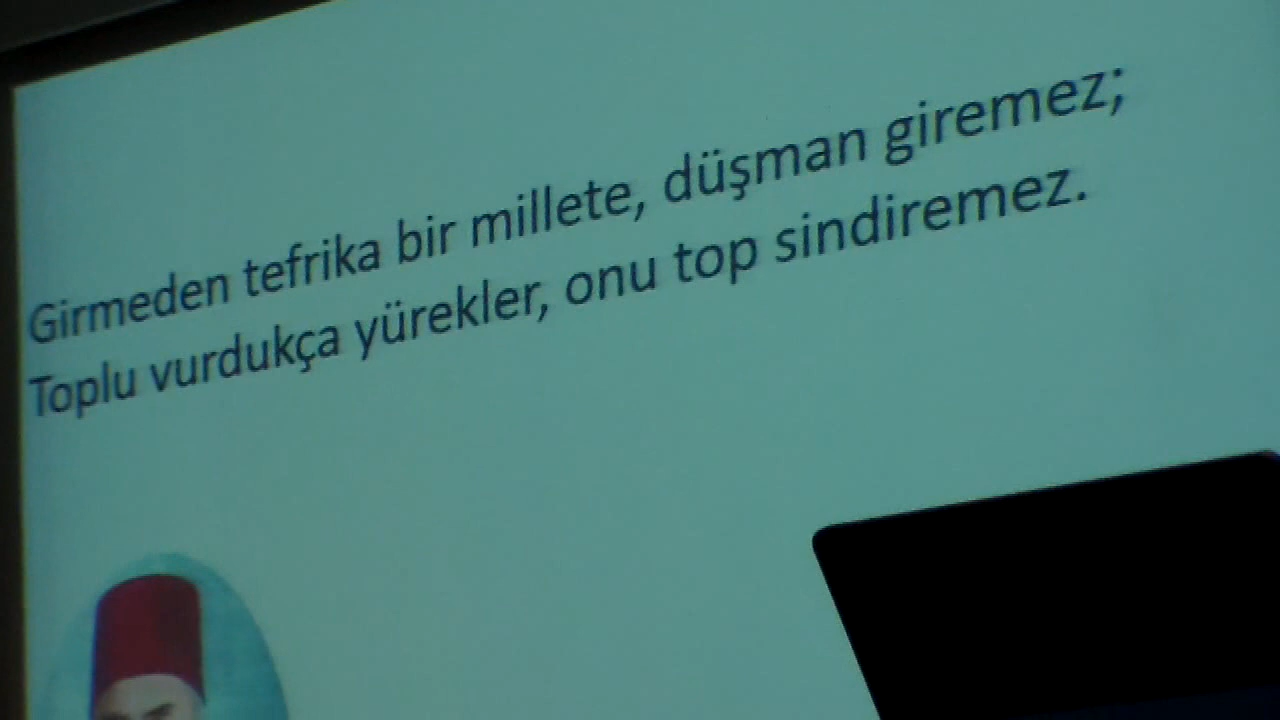 Girmeden tefrika bir millete, düşman giremez;
Toplu vurdukça yürekler, onu top sindiremez.